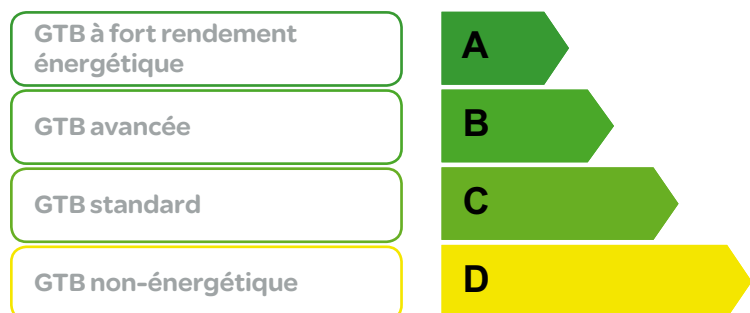 GTB à fort rendement
énergétique
A
GTB avancée
B
GTB standard
C
GTB non-énergétique
D